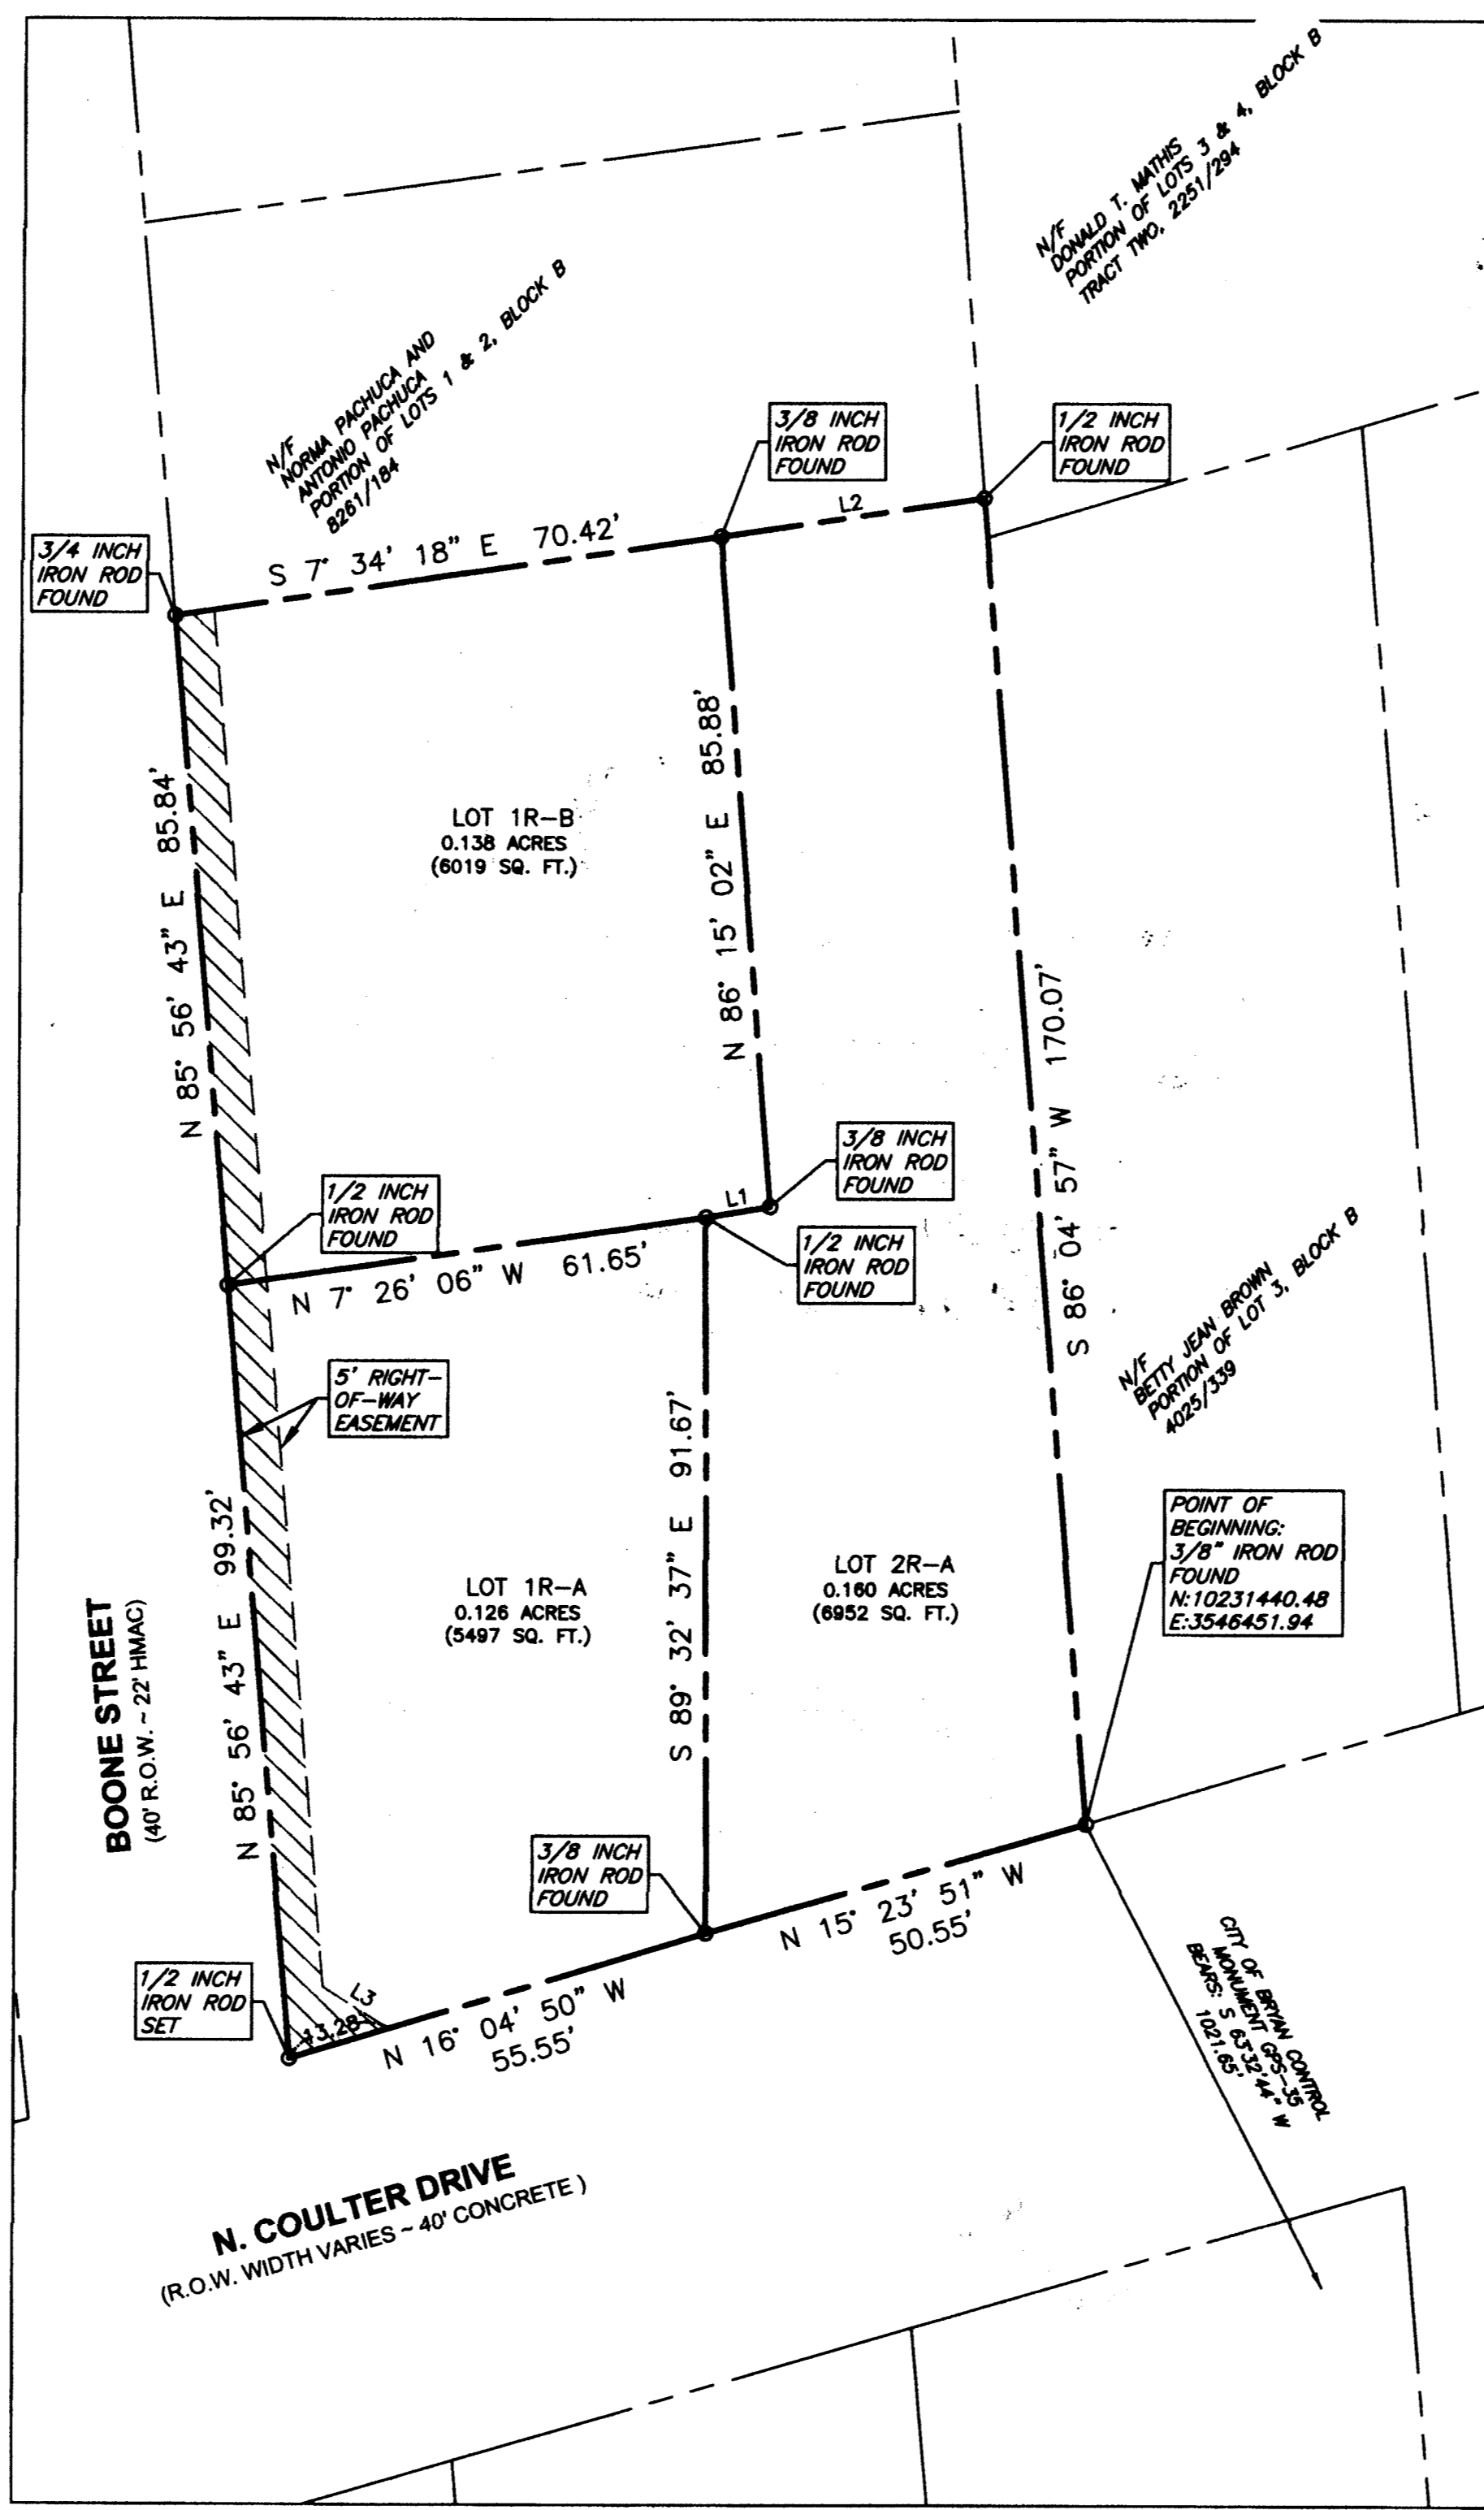 N/F
DONALD T. MATHIS
PORTION OF LOTS 3 & 4, BLOCK B
TRACT TWO, 2251/294
N/F
NORMA PACHUCA AND
ANTONIO PACHUCA
PORTION OF LOTS 1 & 2, BLOCK B
8261/184
3/8 INCH
IRON ROD
FOUND
1/2 INCH
IRON ROD
FOUND
L2
3/4 INCH
IRON ROD
FOUND
S 7° 34' 18" E 70.42'
N 85° 56' 43" E 85.84'
LOT 1R-B
0.138 ACRES
(6019 SQ. FT.)
N 86° 15' 02" E 85.88'
S 86° 04' 57" W 170.07'
3/8 INCH
IRON ROD
FOUND
L1
1/2 INCH
IRON ROD
FOUND
1/2 INCH
IRON ROD
FOUND
N 7° 26' 06" W 61.65'
5' RIGHT-
OF-WAY
EASEMENT
N/F
BETTY JEAN BROWN
PORTION OF LOT 3, BLOCK B
4025/339
N 85° 56' 43" E 99.32'
S 89° 32' 37" E 91.67'
LOT 1R-A
0.126 ACRES
(5497 SQ. FT.)
LOT 2R-A
0.160 ACRES
(6952 SQ. FT.)
POINT OF
BEGINNING:
3/8" IRON ROD
FOUND
N:10231440.48
E:3546451.94
BOONE STREET
(40' R.O.W. ~ 22' HMAC)
3/8 INCH
IRON ROD
FOUND
N 15° 23' 51" W
50.55'
1/2 INCH
IRON ROD
SET
L3
13.28'
N 16° 04' 50" W
55.55'
CITY OF BRYAN CONTROL
MONUMENT GPS-35
BEARS: S 63°32'44" W
1021.65'
N. COULTER DRIVE
(R.O.W. WIDTH VARIES ~ 40' CONCRETE )